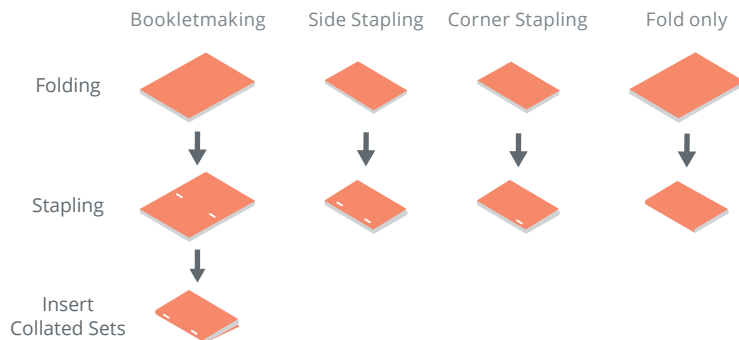 Bookletmaking Side Stapling Corner Stapling Fold only
Folding
Stapling
Insert
Collated Sets